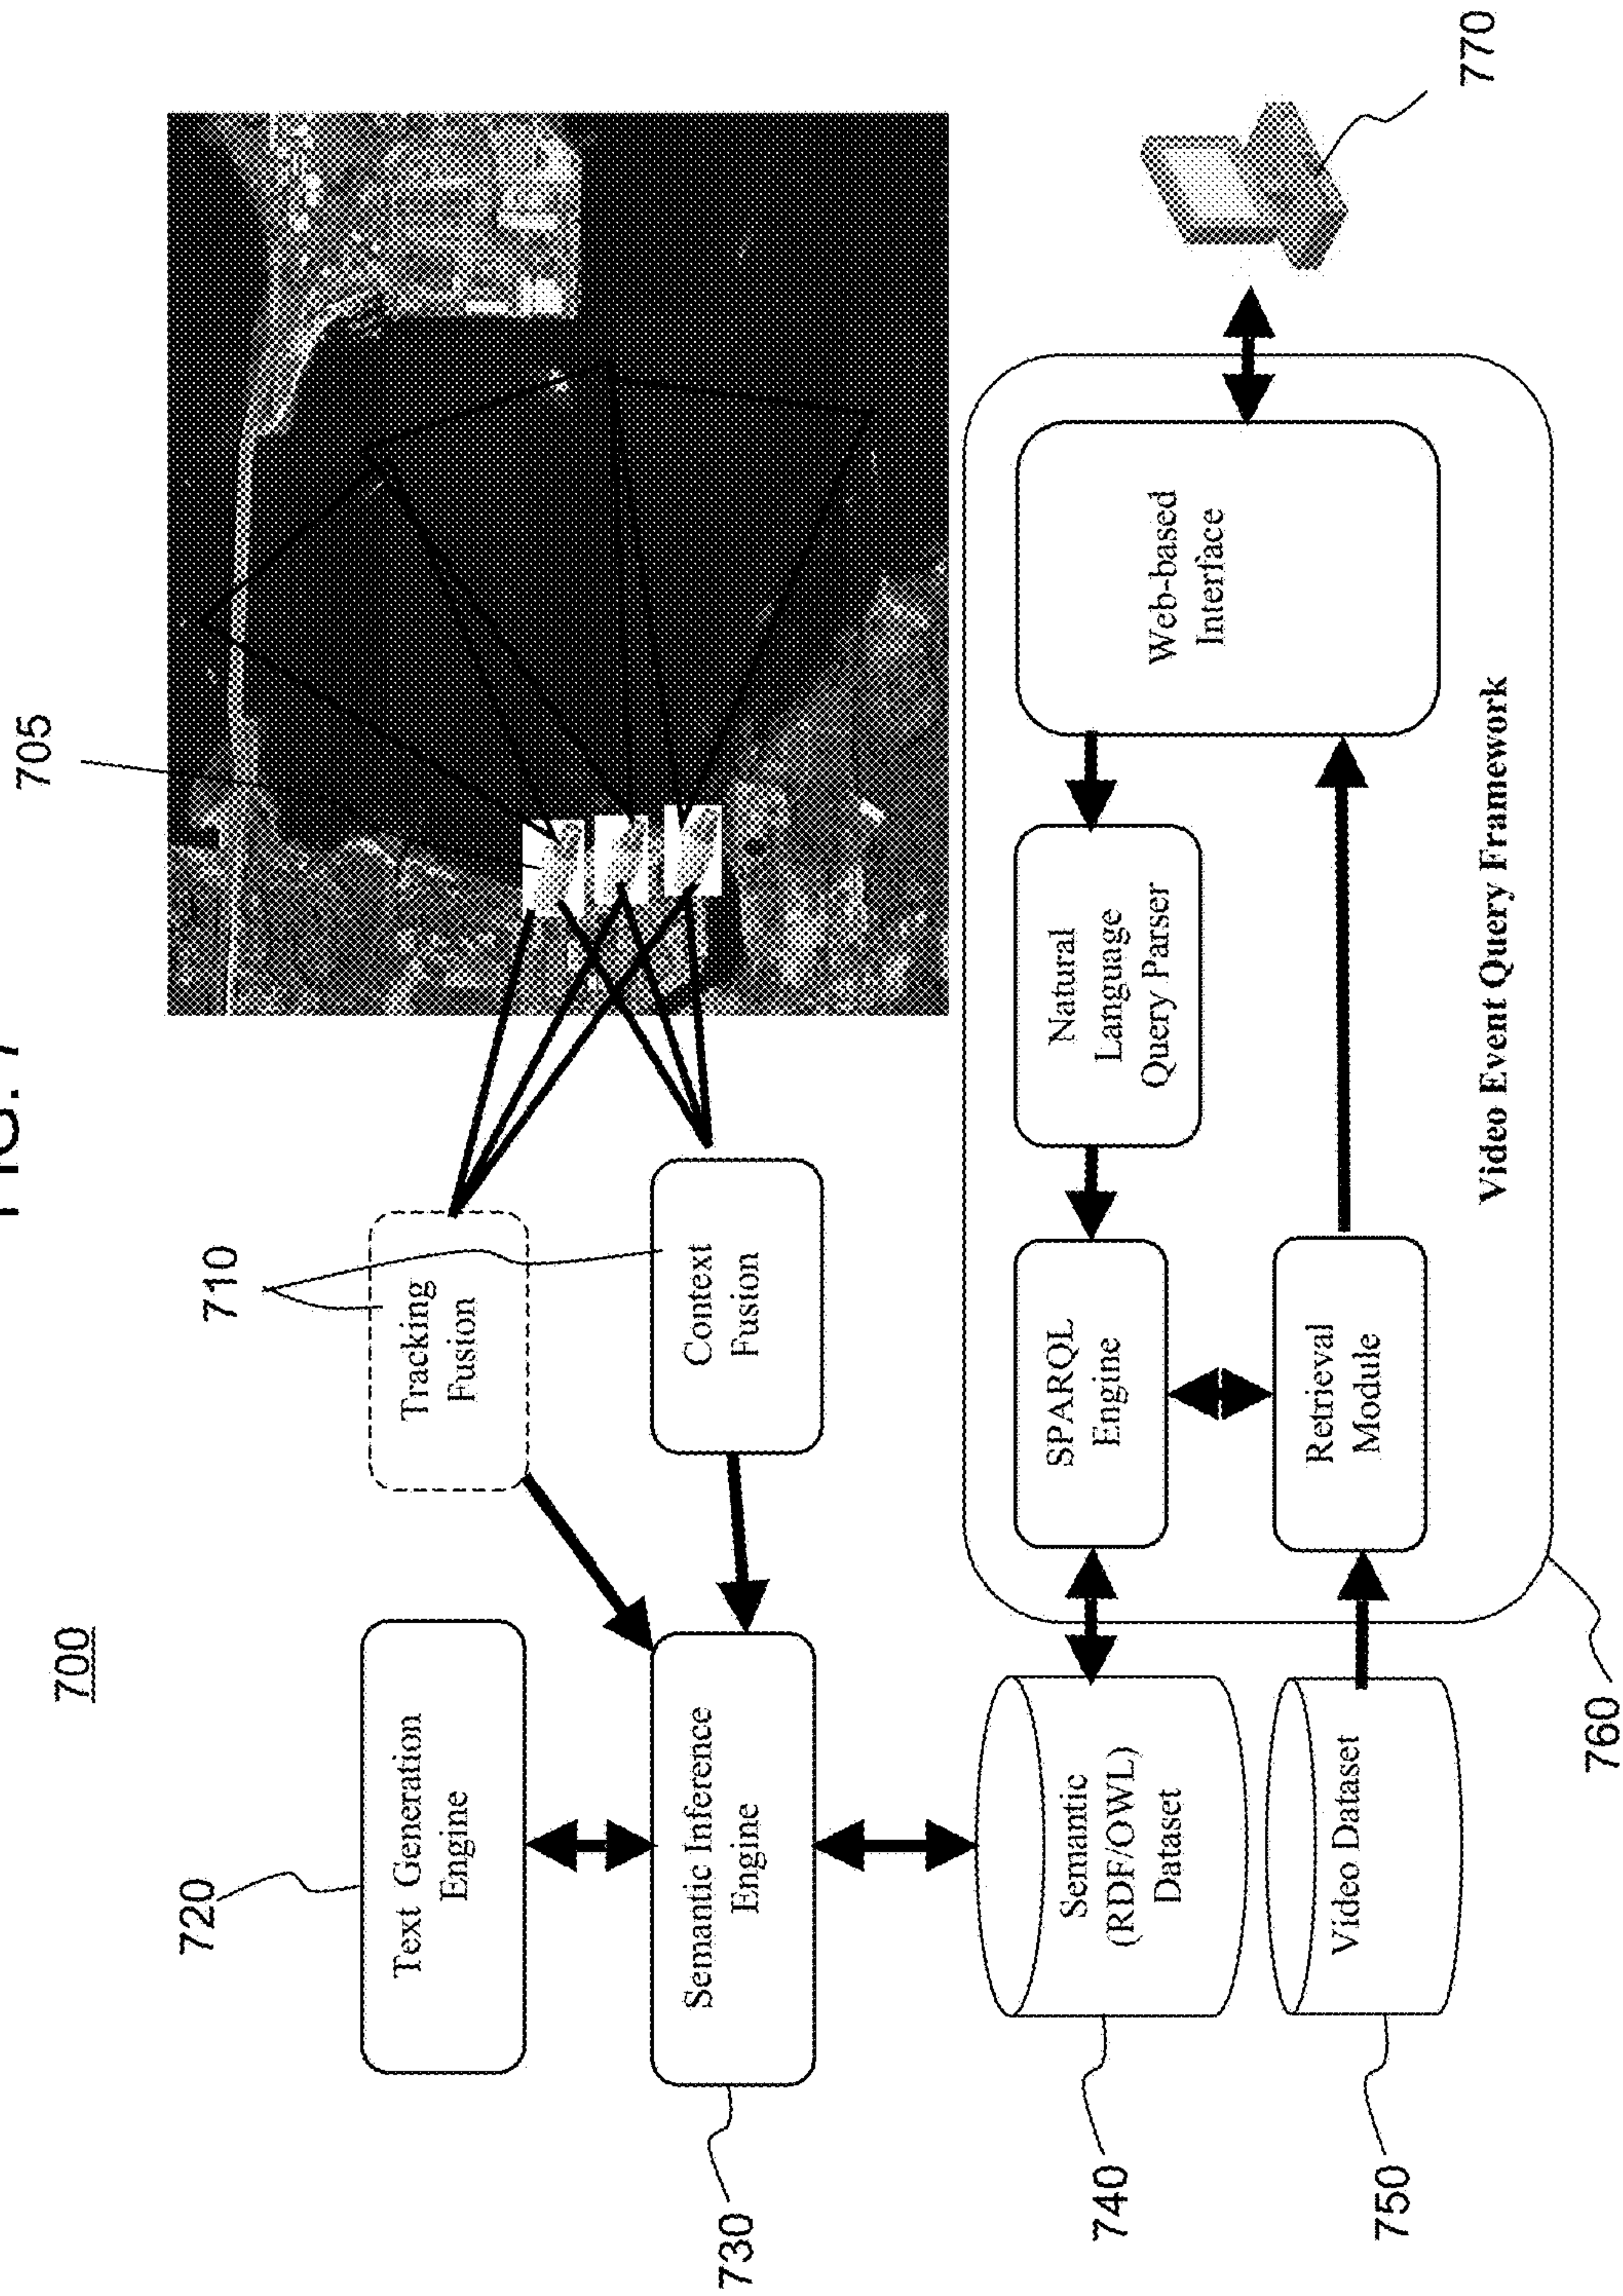 FIG. 7
700
705
720
710
Text Generation
Engine
Tracking
Fusion
730
Semantic Inference
Engine
Context
Fusion
740
Semantic
(RDF/OWL)
Dataset
SPARQL
Engine
Natural
Language
Query Parser
Web-based
Interface
750
Video Dataset
Retrieval
Module
Video Event Query Framework
760
770